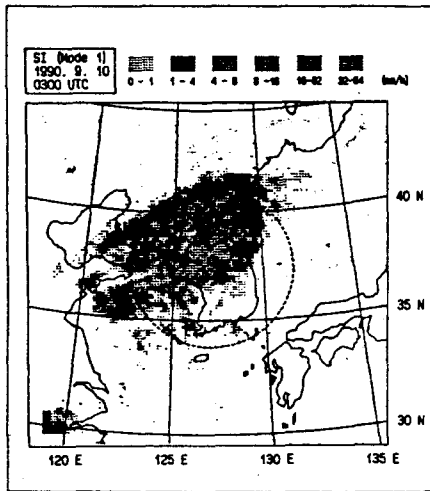 SI (Mode 1)
1990. 9. 10
0300 UTC
0 - 1 1 - 4 4 - 8 8 - 16 16 - 32 32 - 64 (mm/h)
40 N
35 N
30 N
120 E 125 E 130 E 135 E